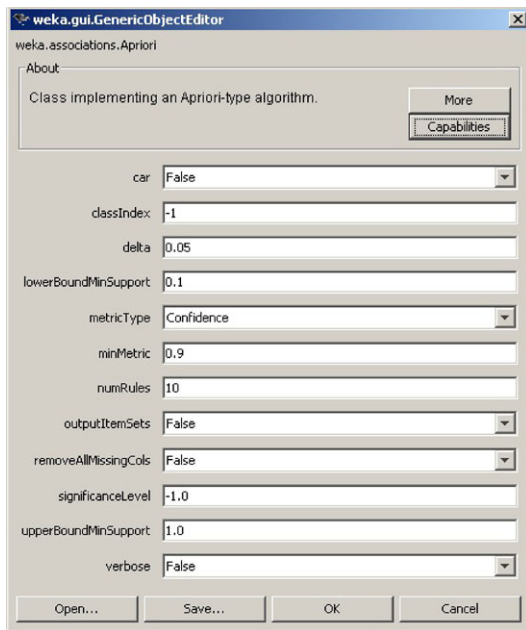 weka.gui.GenericObjectEditor
weka.associations.Apriori
About
Class implementing an Apriori-type algorithm.
More
Capabilities
car False
classIndex -1
delta 0.05
lowerBoundMinSupport 0.1
metricType Confidence
minMetric 0.9
numRules 10
outputItemSets False
removeAllMissingCols False
significanceLevel -1.0
upperBoundMinSupport 1.0
verbose False
Open... Save... OK Cancel